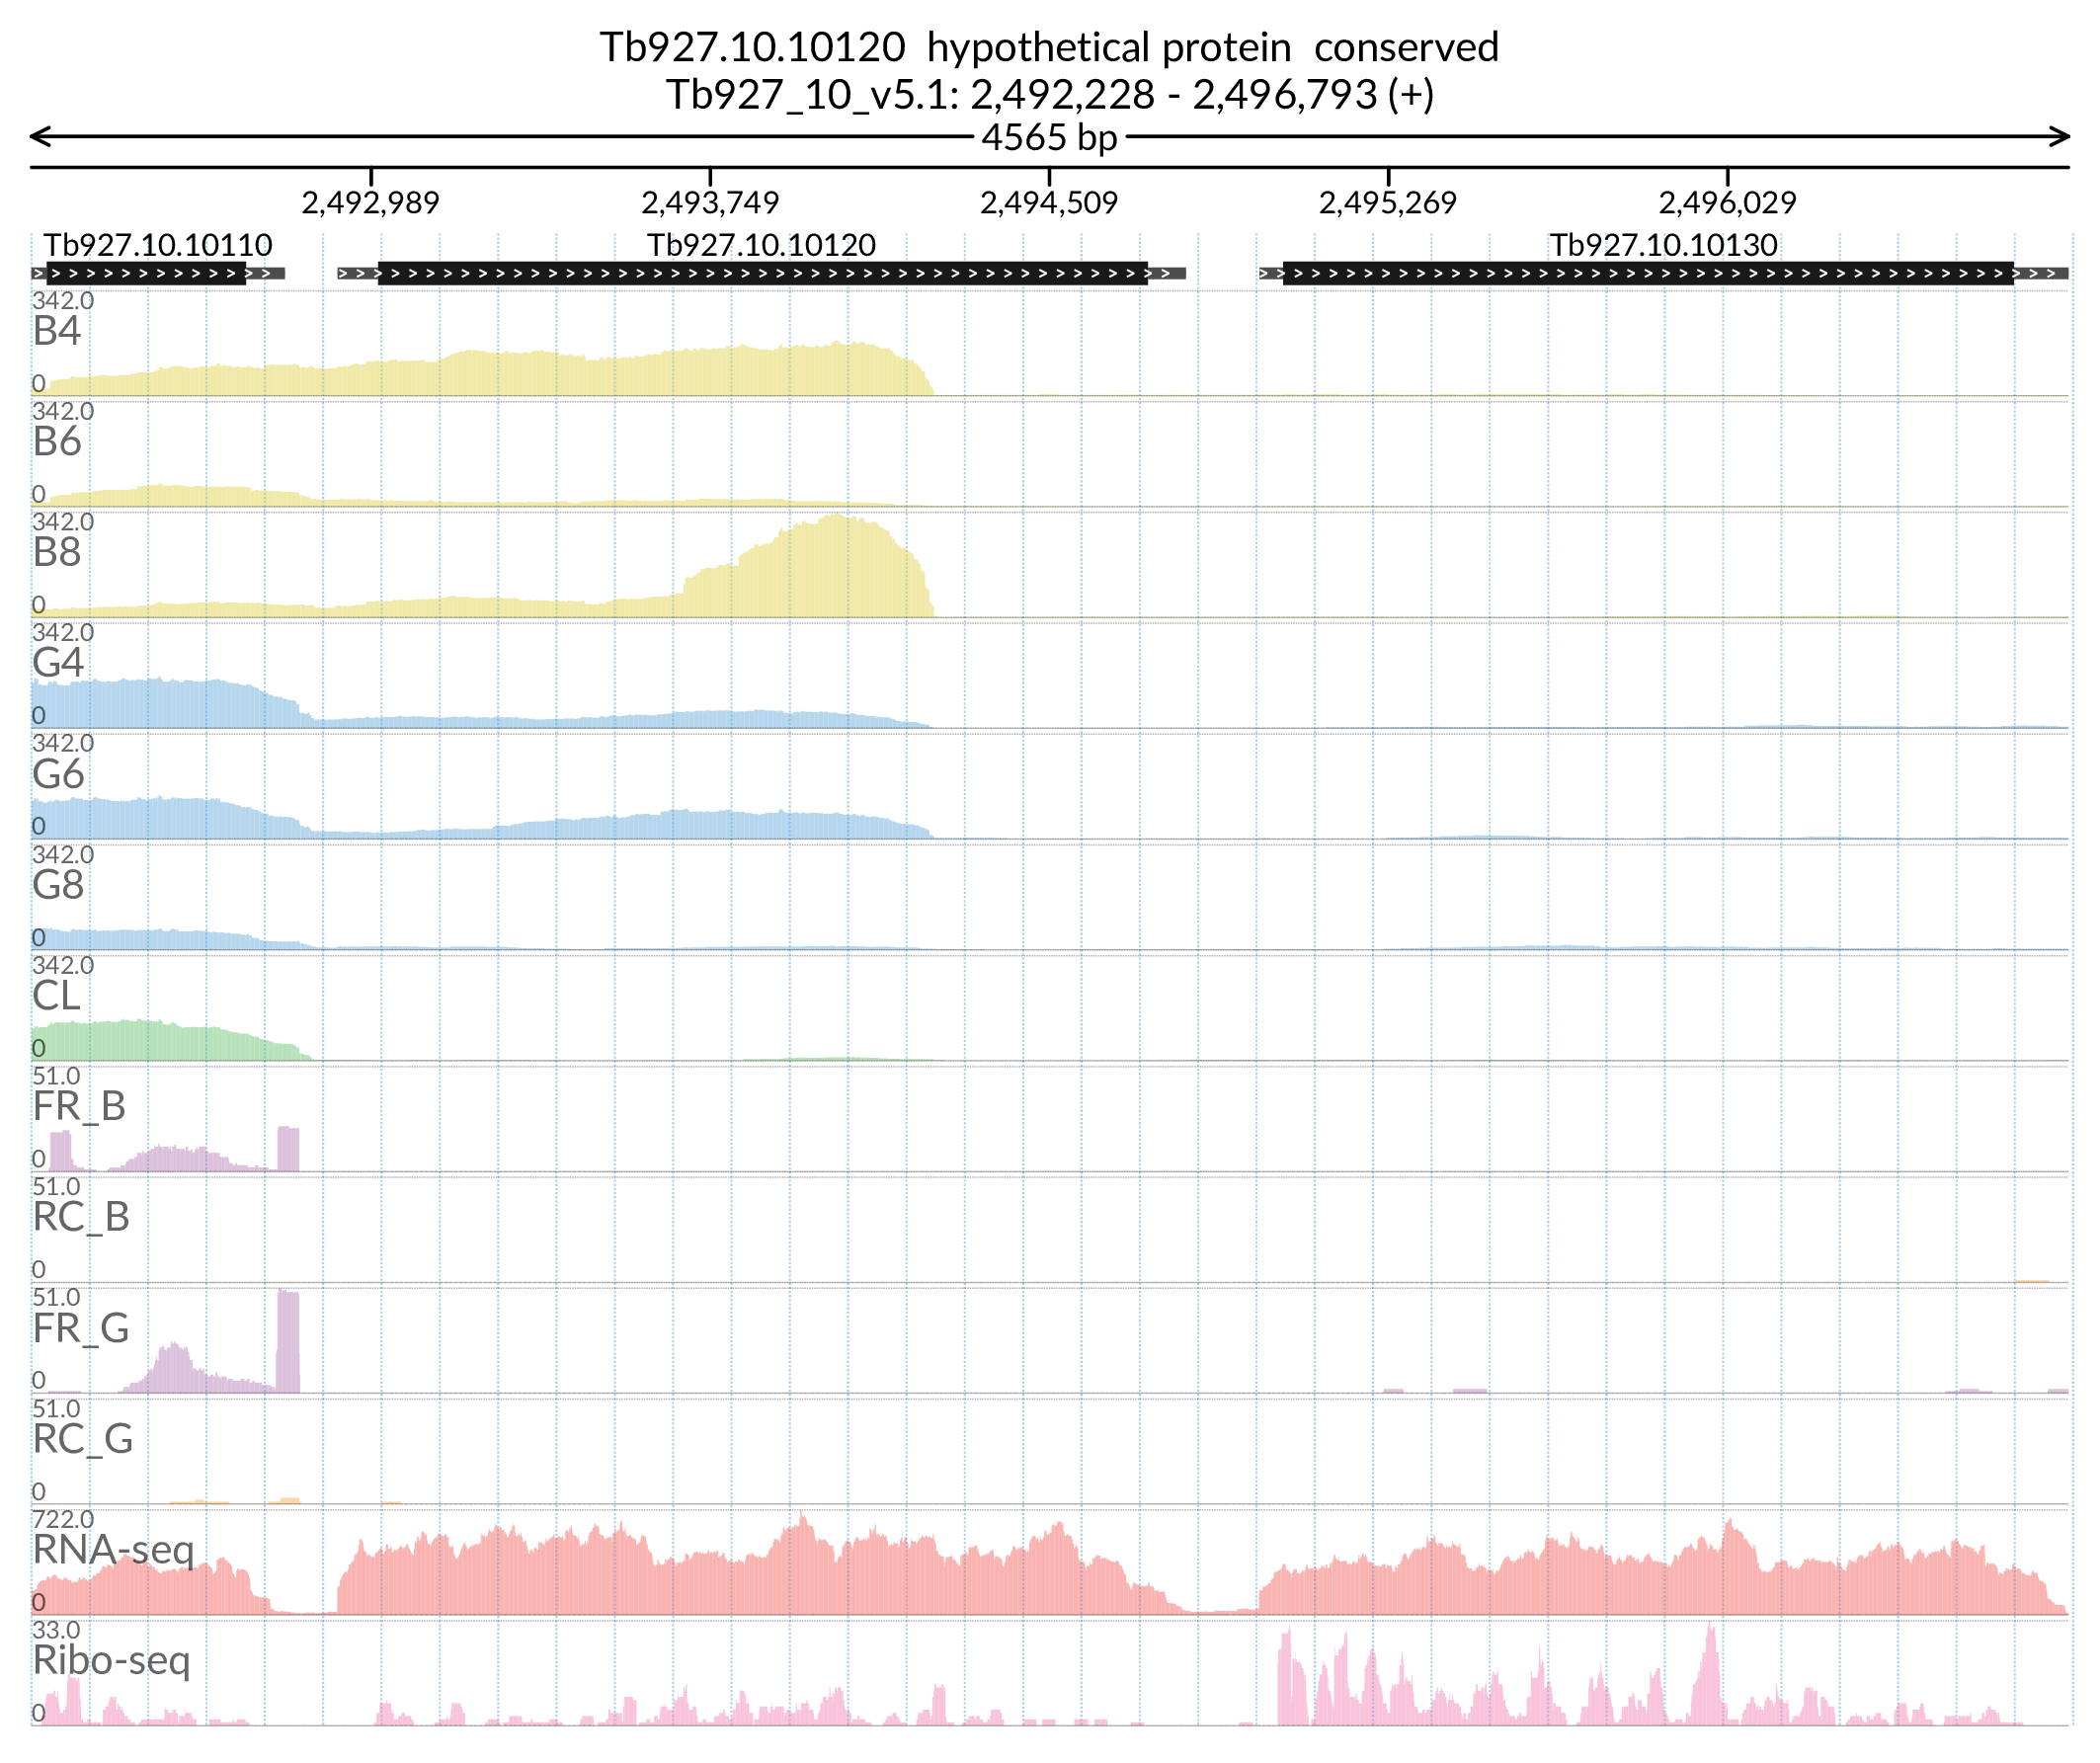 Tb927.10.10120 hypothetical protein conserved
Tb927_10_v5.1: 2,492,228 - 2,496,793 (+)
4565 bp
2,492,989 2,493,749 2,494,509 2,495,269 2,496,029
Tb927.10.10110 Tb927.10.10120 Tb927.10.10130
342.0
B4
0
342.0
B6
0
342.0
B8
0
342.0
G4
0
342.0
G6
0
342.0
G8
0
342.0
CL
0
51.0
FR_B
0
51.0
RC_B
0
51.0
FR_G
0
51.0
RC_G
0
722.0
RNA-seq
0
33.0
Ribo-seq
0